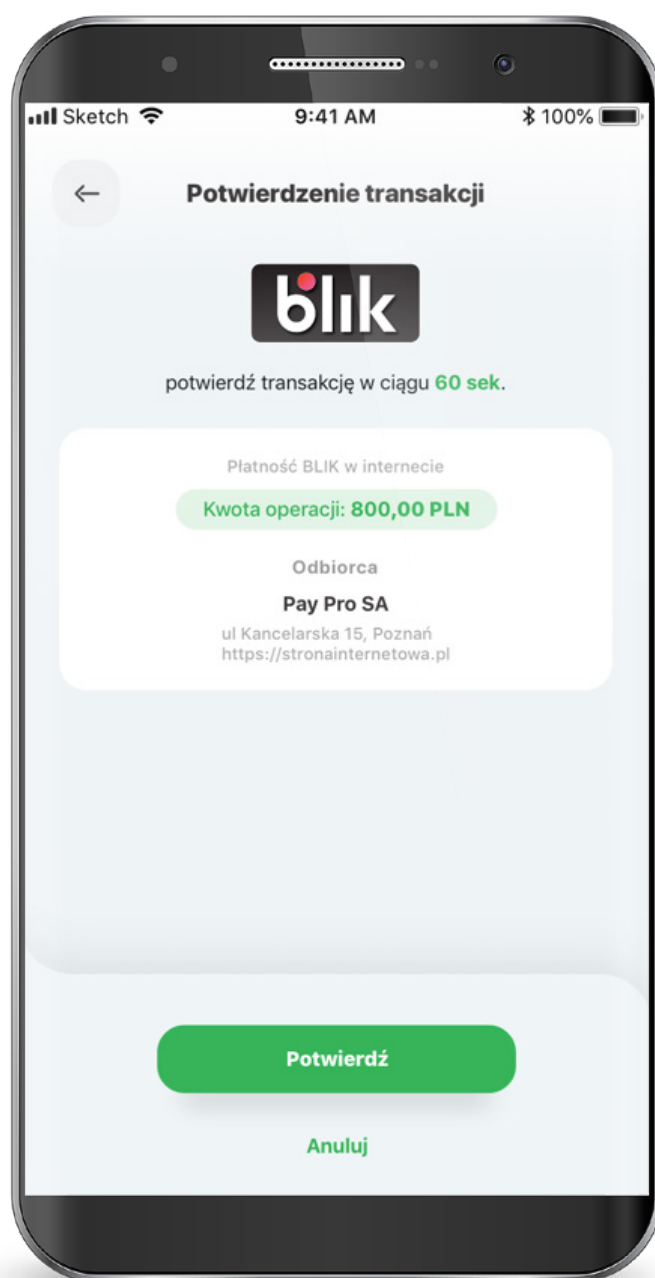 Sketch 9:41 AM 100%
Potwierdzenie transakcji
blik
potwierdź transakcję w ciągu 60 sek.
Płatność BLIK w internecie
Kwota operacji: 800,00 PLN
Odbiorca
Pay Pro SA
ul Kancelarska 15, Poznań
https://stronainternetowa.pl
Potwierdź
Anuluj